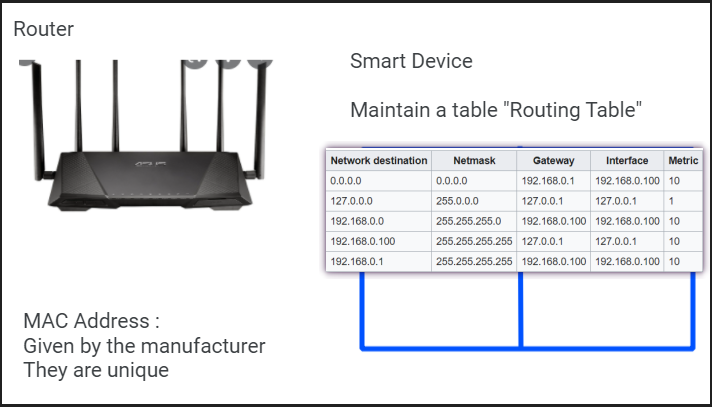 Router
Smart Device
Maintain a table "Routing Table"
Network destination Netmask Gateway Interface Metric
0.0.0.0 0.0.0.0 192.168.0.1 192.168.0.100 10
127.0.0.0 255.0.0.0 127.0.0.1 127.0.0.1 1
192.168.0.0 255.255.255.0 192.168.0.100 192.168.0.100 10
192.168.0.100 255.255.255.255 127.0.0.1 127.0.0.1 10
192.168.0.1 255.255.255.255 192.168.0.100 192.168.0.100 10
MAC Address :
Given by the manufacturer
They are unique